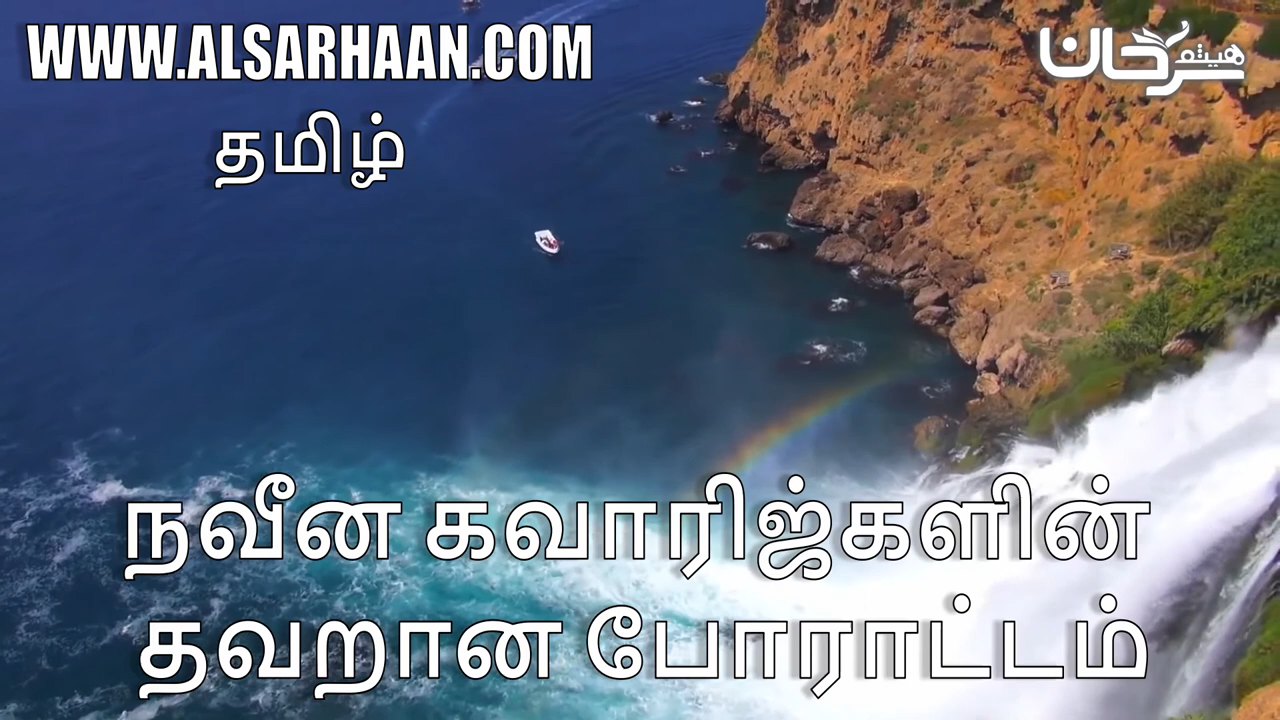 WWW.ALSARHAAN.COM
هيثم سرحان
தமிழ்
நவீன கவாரிஜ்களின்
தவறான போராட்டம்